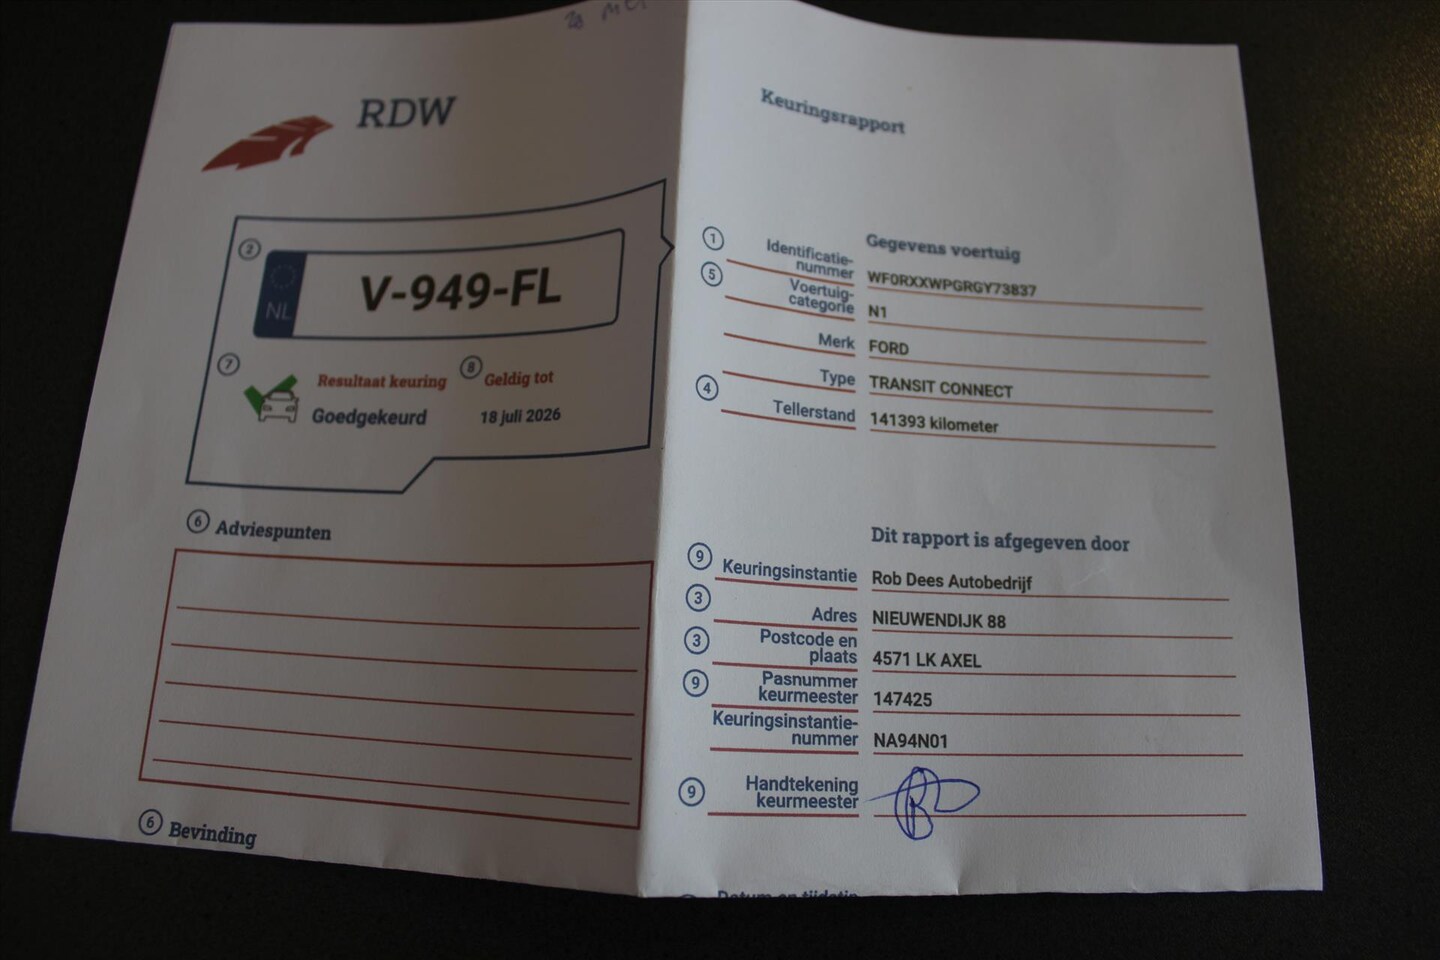 RDW
NL
V-949-FL
2
7
Resultaat keuring
Goedgekeurd
8
Geldig tot
18 juli 2026
6 Adviespunten
6 Bevinding
Keuringsrapport
Gegevens voertuig
1 Identificatie-
nummer WF0RXXWPGRGY73837
5 Voertuig-
categorie N1
Merk FORD
Type TRANSIT CONNECT
4 Tellerstand 141393 kilometer
Dit rapport is afgegeven door
9 Keuringsinstantie Rob Dees Autobedrijf
3 Adres NIEUWENDIJK 88
3 Postcode en
plaats 4571 LK AXEL
9 Pasnummer
keurmeester 147425
Keuringsinstantie-
nummer NA94N01
9 Handtekening
keurmeester